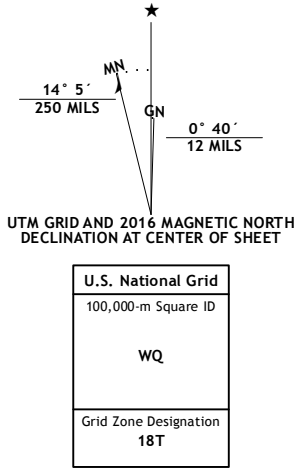 ★
MN
14° 5´
250 MILS
GN
0° 40´
12 MILS
UTM GRID AND 2016 MAGNETIC NORTH
DECLINATION AT CENTER OF SHEET
U.S. National Grid
100,000-m Square ID
WQ
Grid Zone Designation
18T